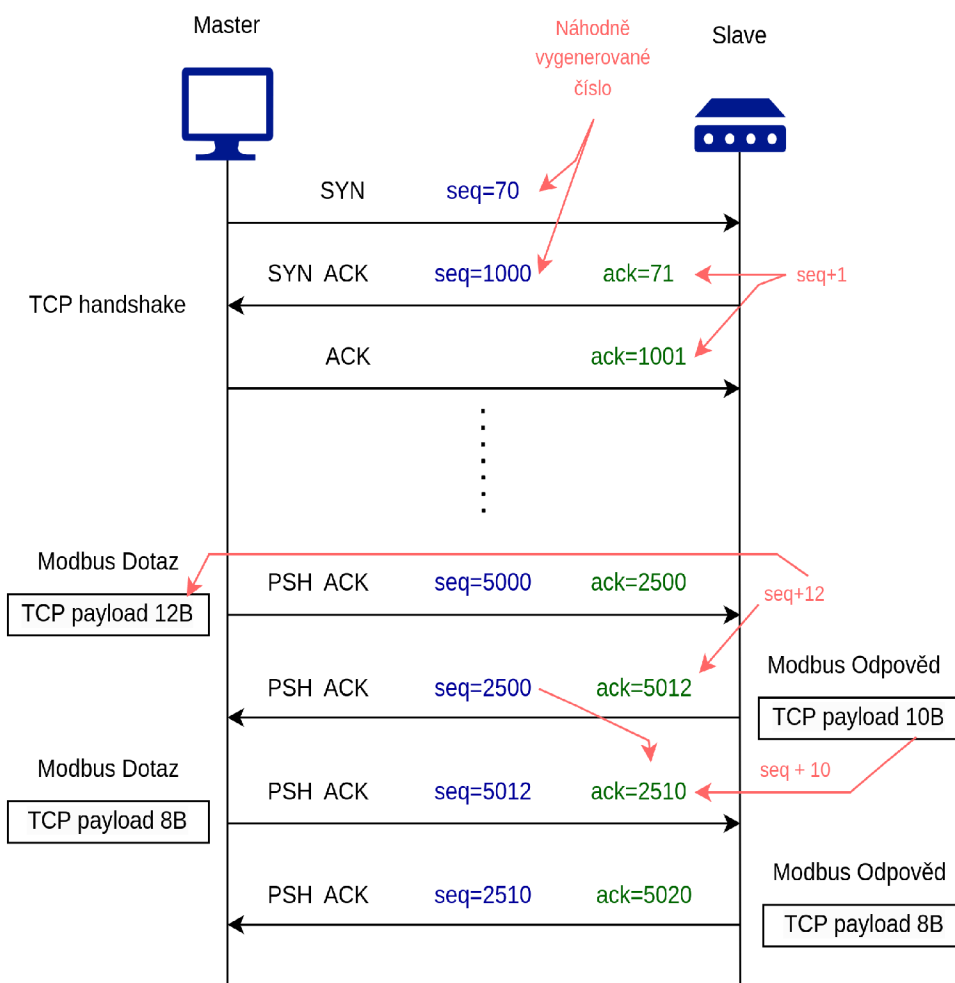 Master
Náhodně
vygenerované
číslo
Slave
SYN seq=70
SYN ACK seq=1000 ack=71
seq+1
TCP handshake
ACK ack=1001
Modbus Dotaz
PSH ACK seq=5000 ack=2500
seq+12
TCP payload 12B
Modbus Odpověd
PSH ACK seq=2500 ack=5012
TCP payload 10B
Modbus Dotaz
seq + 10
PSH ACK seq=5012 ack=2510
TCP payload 8B
Modbus Odpověd
PSH ACK seq=2510 ack=5020
TCP payload 8B